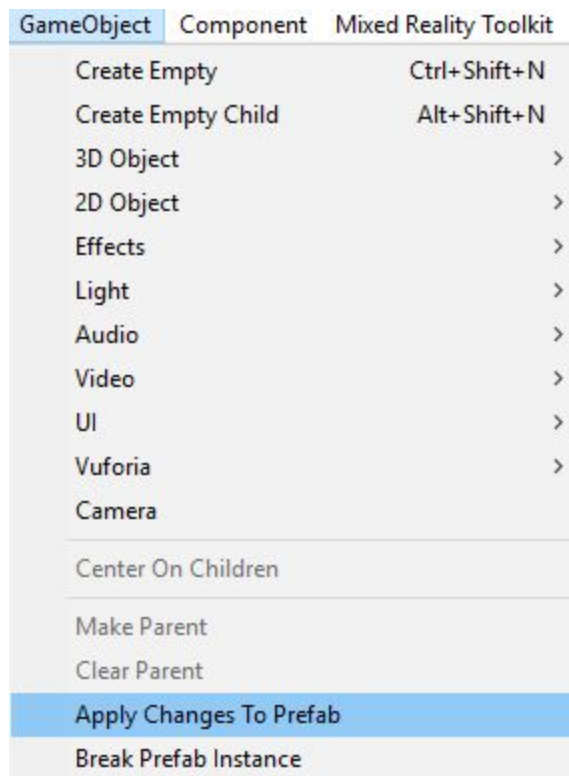 GameObject Component Mixed Reality Toolkit
Create Empty Ctrl+Shift+N
Create Empty Child Alt+Shift+N
3D Object
2D Object
Effects
Light
Audio
Video
UI
Vuforia
Camera
Center On Children
Make Parent
Clear Parent
Apply Changes To Prefab
Break Prefab Instance